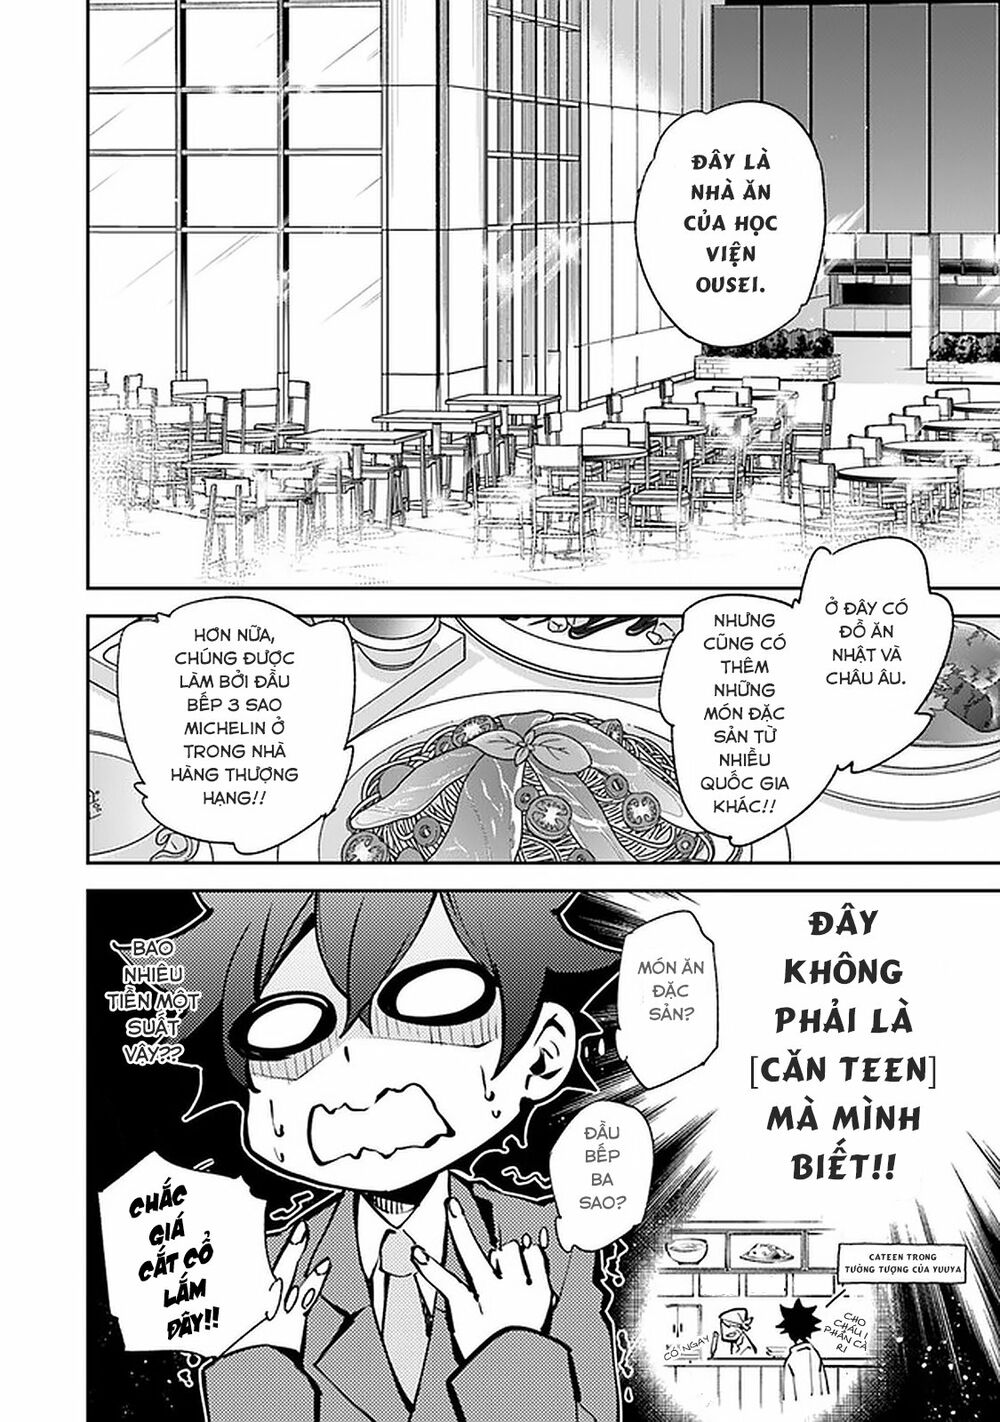 ĐÂY LÀ
NHÀ ĂN
CỦA HỌC
VIỆN
OUSEI.
Ở ĐÂY CÓ
ĐỒ ĂN
NHẬT VÀ
CHÂU ÂU.
NHƯNG
CŨNG CÓ
THÊM
NHỮNG
MÓN ĐẶC
SẢN TỪ
NHIỀU
QUỐC GIA
KHÁC!!
HƠN NỮA,
CHÚNG ĐƯỢC
LÀM BỞI ĐẦU
BẾP 3 SAO
MICHELIN Ở
TRONG NHÀ
HÀNG THƯỢNG
HẠNG!!
ĐÂY
KHÔNG
PHẢI LÀ
[CĂN TEEN]
MÀ MÌNH
BIẾT!!
CATEEN TRONG
TƯỞNG TƯỢNG CỦA YUUYA
CHO
CHÁU 1
PHẦN CÀ
RI
CÓ NGAY
MÓN ĂN
ĐẶC
SẢN?
ĐẦU
BẾP
BA
SAO?
BAO
NHIÊU
TIỀN MỘT
SUẤT
VẬY??
CHẮC
GIÁ
CẮT CỔ
LẮM
ĐÂY!!